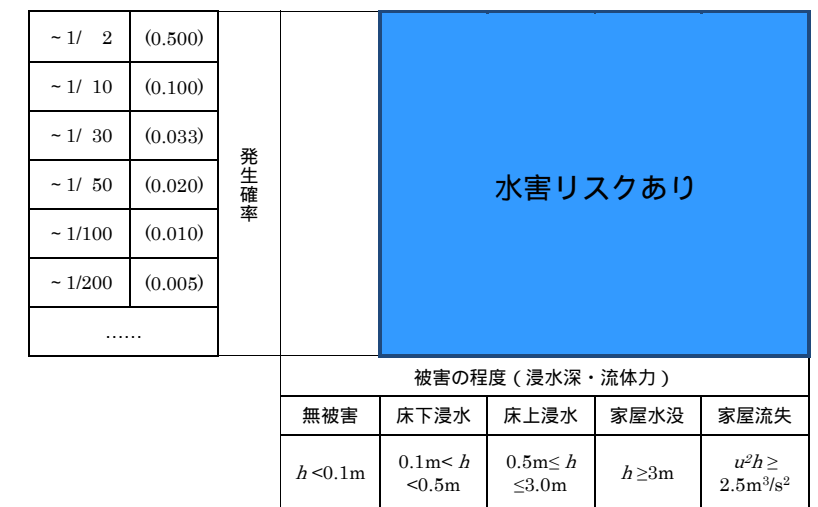 ~ 1/ 2 (0.500)
~ 1/ 10 (0.100)
~ 1/ 30 (0.033)
~ 1/ 50 (0.020)
~ 1/100 (0.010)
~ 1/200 (0.005)
……
発生確率
水害リスクあり
被害の程度(浸水深・流体力)
無被害 床下浸水 床上浸水 家屋水没 家屋流失
h <0.1m
0.1m< h
<0.5m
0.5m≤ h
≤3.0m
h ≥3m
u²h ≥
2.5m³/s²